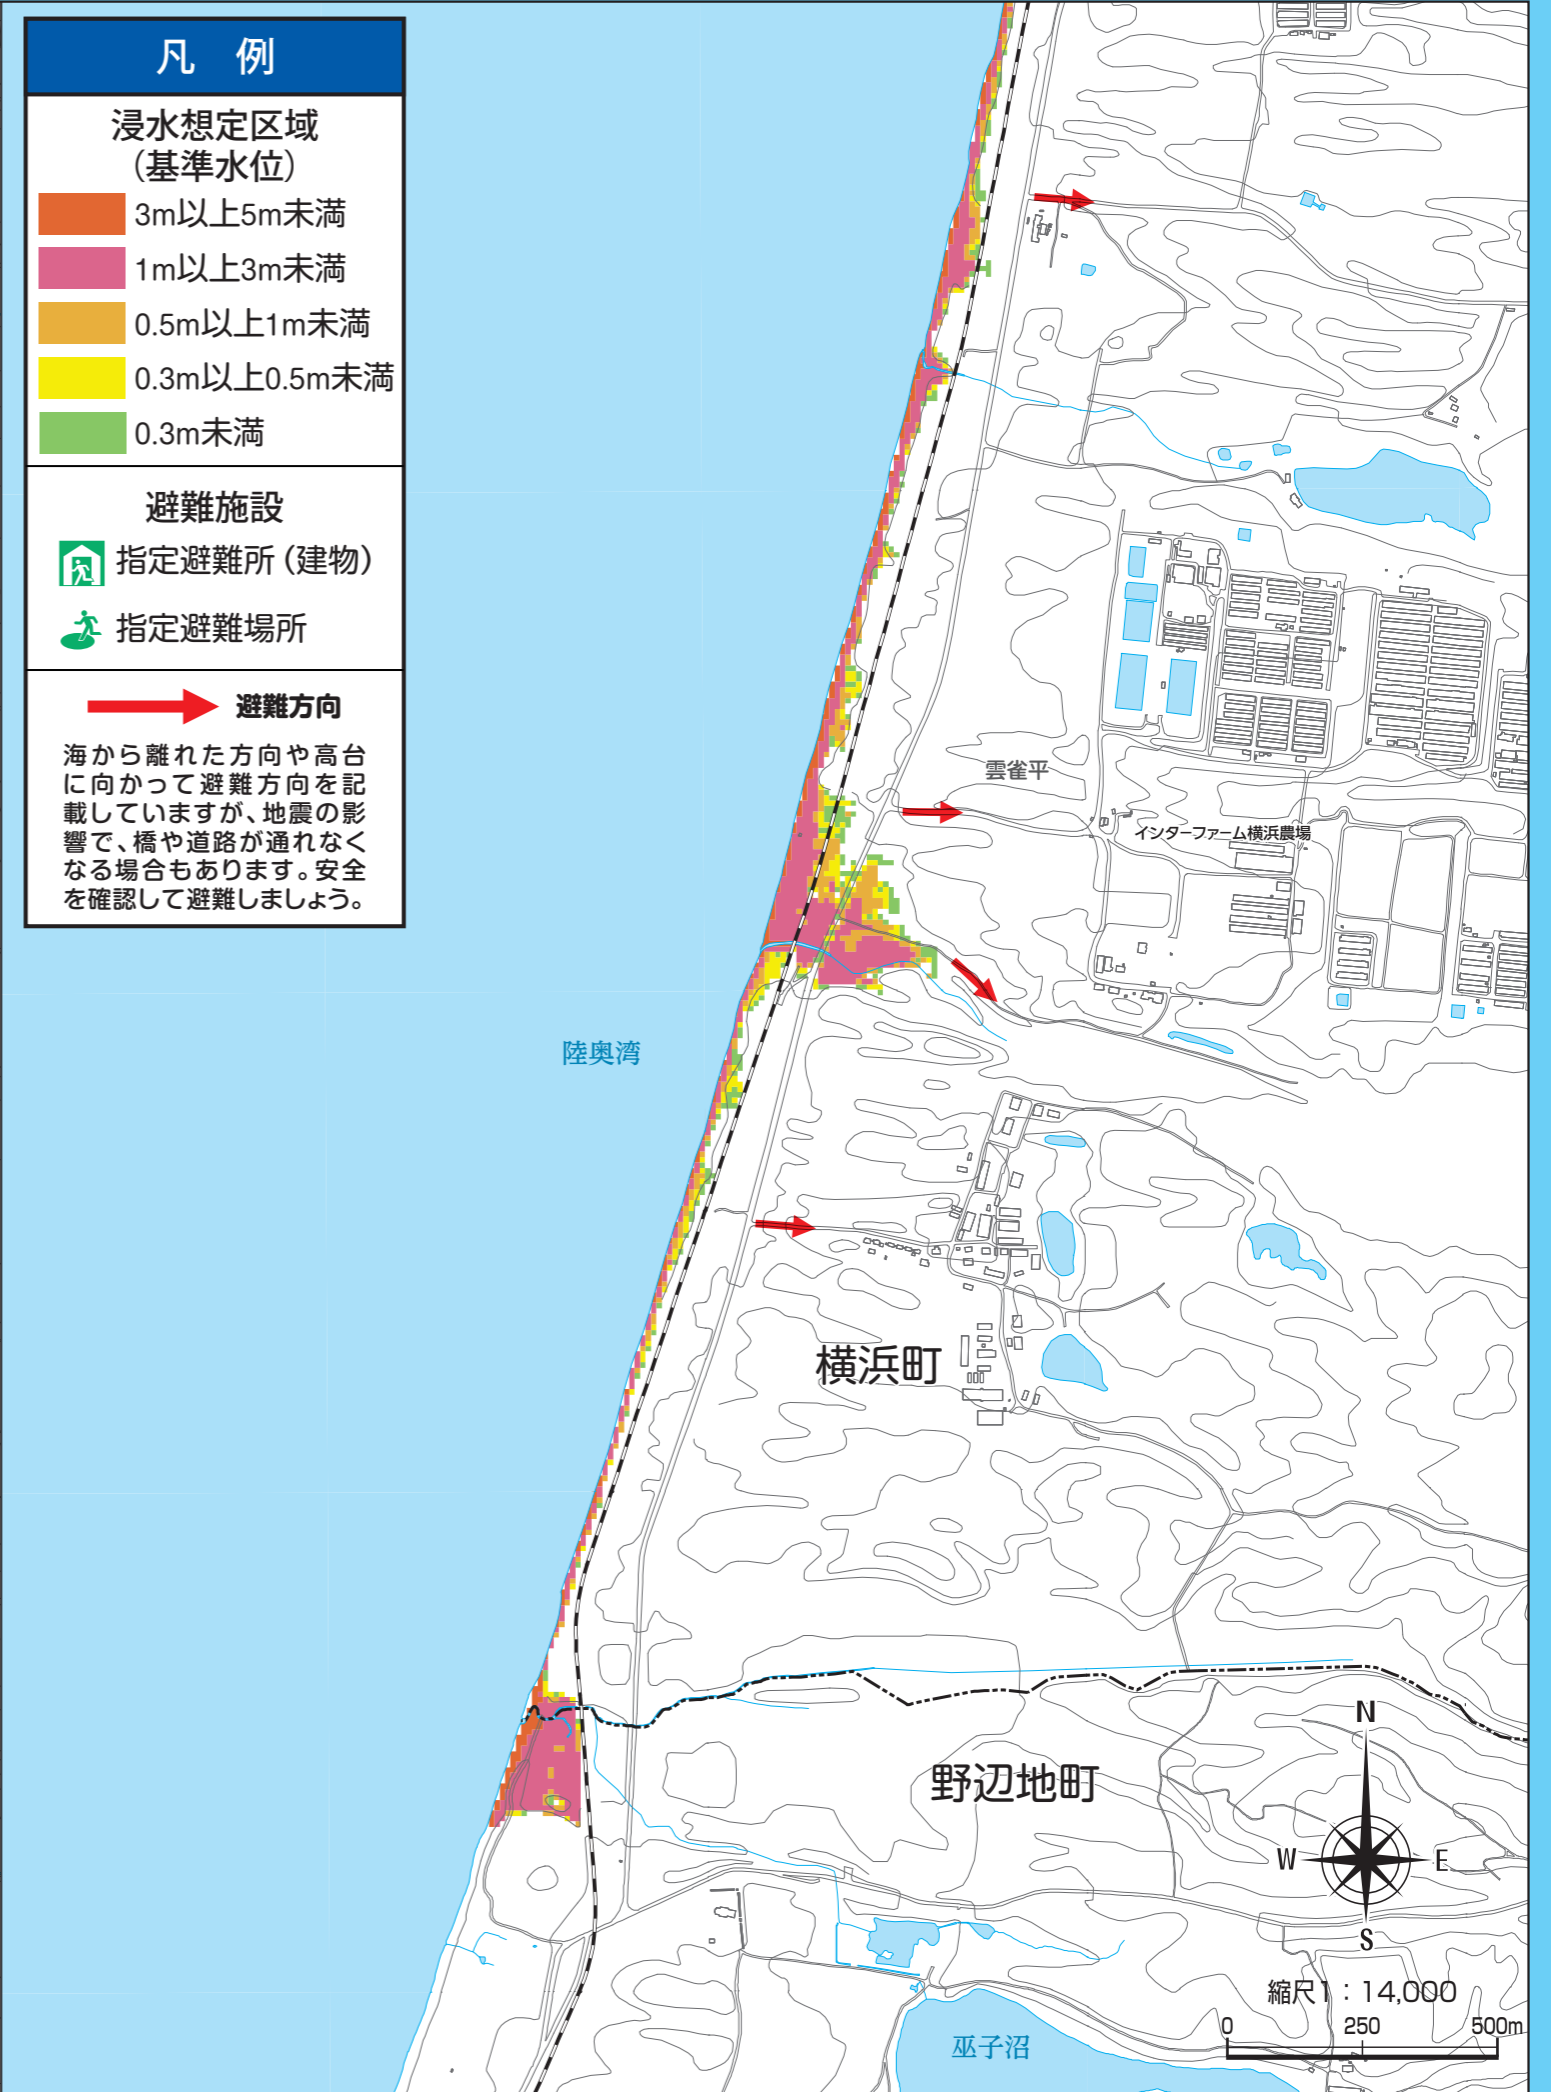 凡 例
浸水想定区域
(基準水位)
3m以上5m未満
1m以上3m未満
0.5m以上1m未満
0.3m以上0.5m未満
0.3m未満
避難施設
指定避難所(建物)
指定避難場所
避難方向
海から離れた方向や高台
に向かって避難方向を記
載していますが、地震の影
響で、橋や道路が通れなく
なる場合もあります。安全
を確認して避難しましょう。
雲雀平
インターファーム横浜農場
陸奥湾
横浜町
野辺地町
N
W
E
S
縮尺1:14,000
0 250 500m
巫子沼